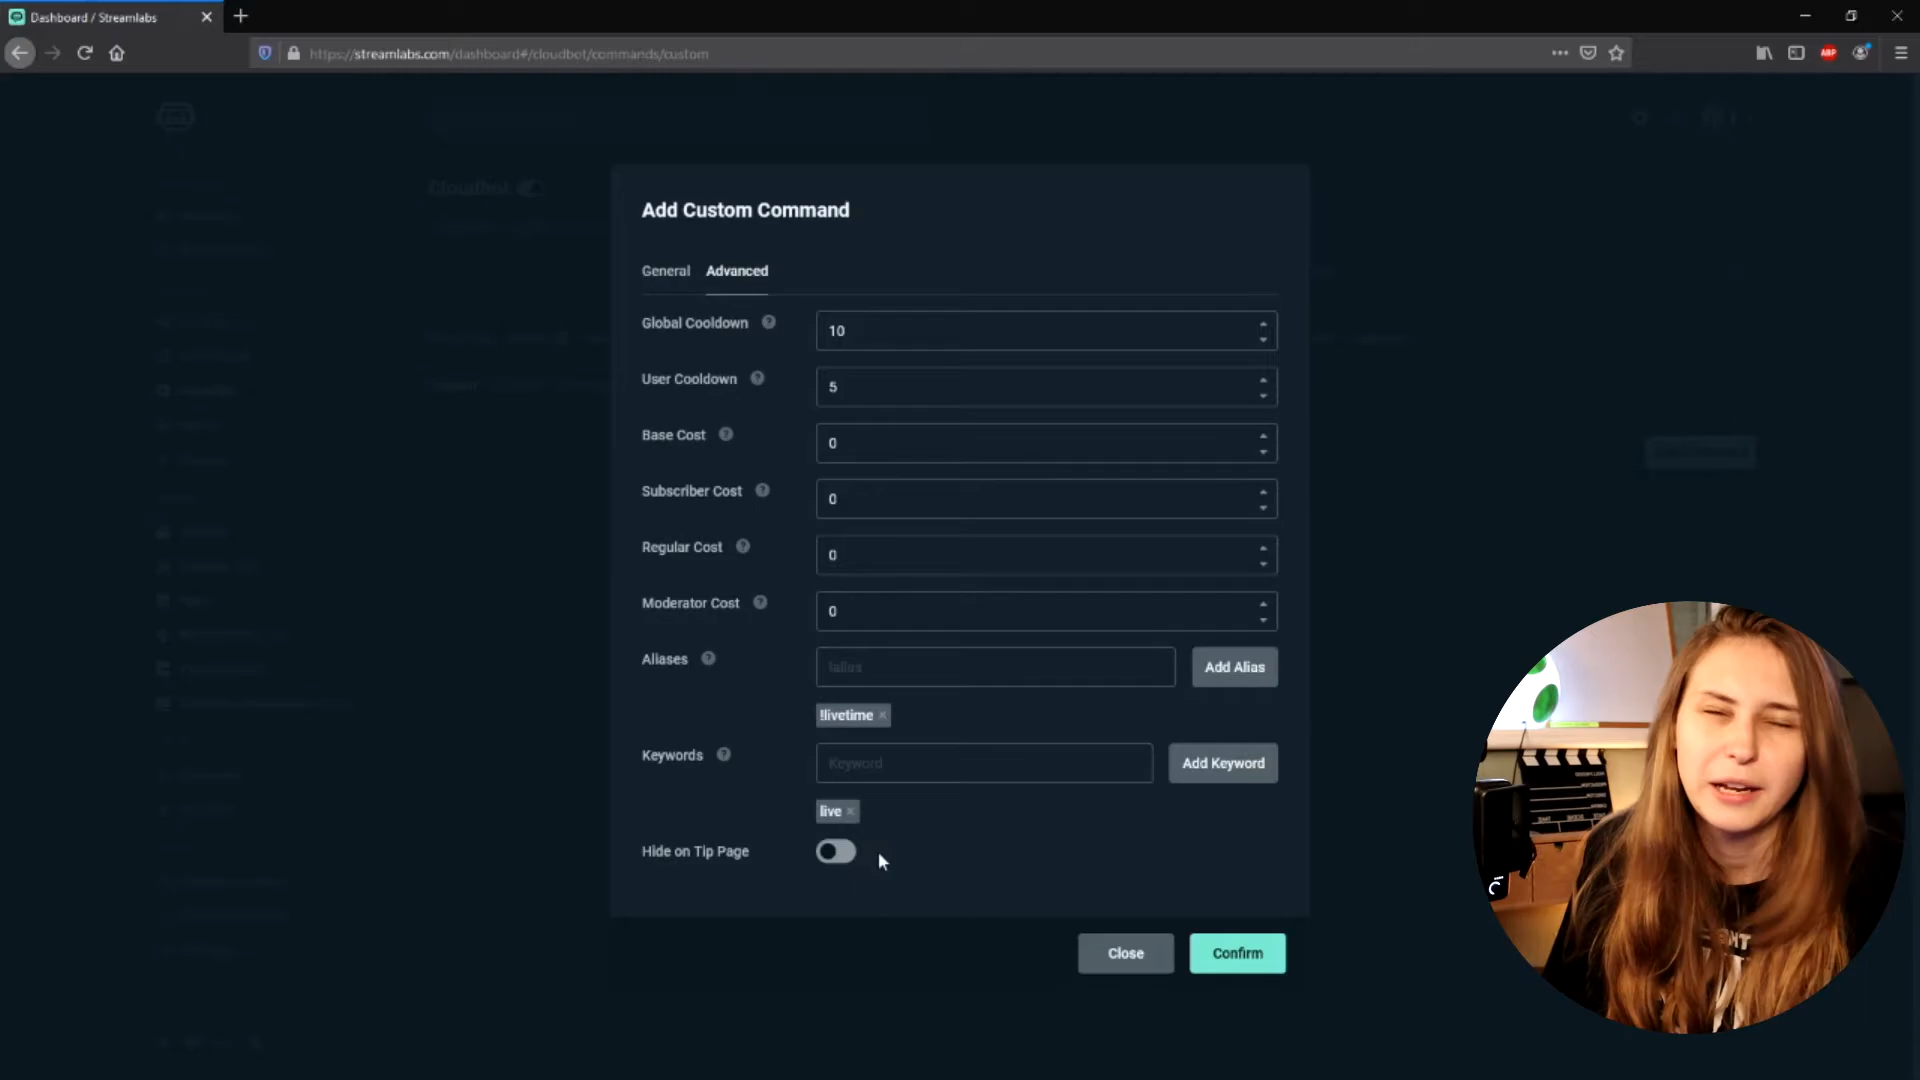 Dashboard / Streamlabs
https://streamlabs.com/dashboard#/cloudbot/commands/custom
ABP
Cloudbot
Add Custom Command
General Advanced
Global Cooldown ? 10
User Cooldown ? 5
Base Cost ? 0
Subscriber Cost ? 0
Regular Cost ? 0
Moderator Cost ? 0
Aliases ? !alias Add Alias
!livetime ×
Keywords ? Keyword Add Keyword
live ×
Hide on Tip Page
Close Confirm